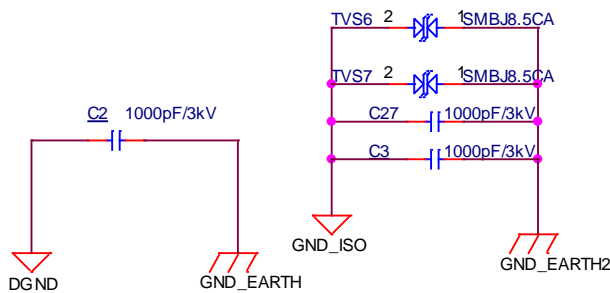 TVS6 2 1 SMBJ8.5CA
TVS7 2 1 SMBJ8.5CA
C2 1000pF/3kV
C27 1000pF/3kV
C3 1000pF/3kV
GND_ISO
DGND
GND_EARTH
GND_EARTH2